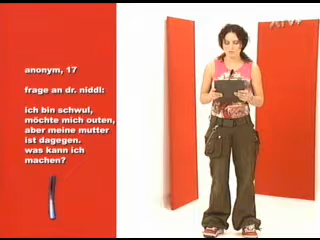 anonym, 17
frage an dr. niddl:
ich bin schwul,
möchte mich outen,
aber meine mutter
ist dagegen.
was kann ich
machen?